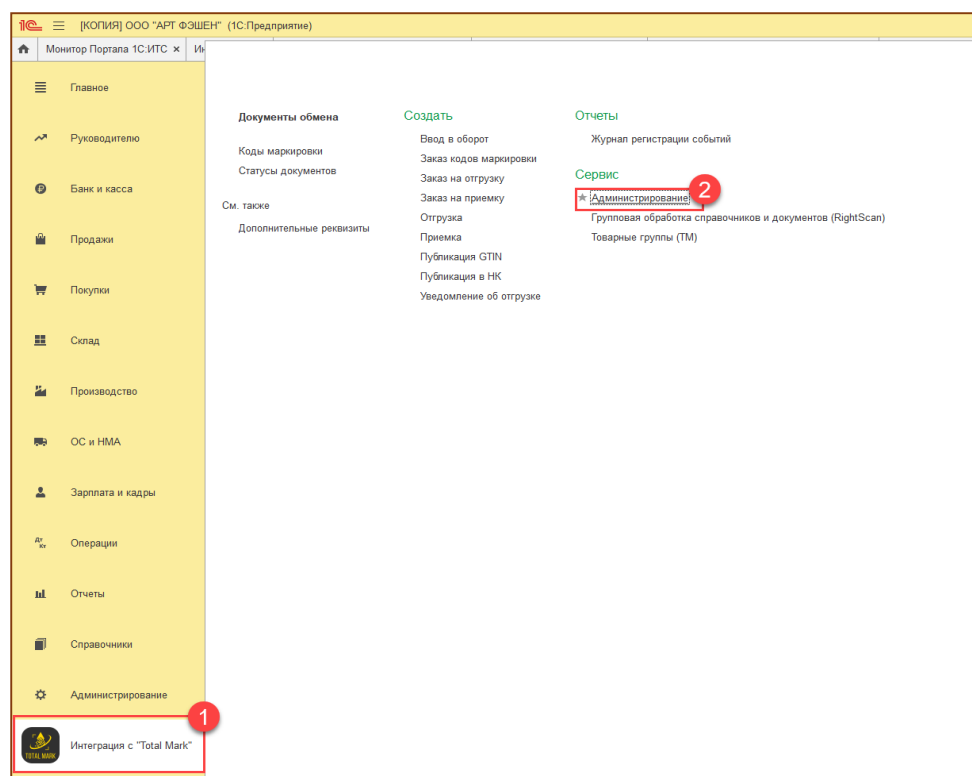 [КОПИЯ] ООО "АРТ ФЭШЕН" (1С:Предприятие)
Монитор Портала 1С:ИТС ×
Главное
Руководителю
Банк и касса
Продажи
Покупки
Склад
Производство
ОС и НМА
Зарплата и кадры
Дт Кт Операции
Отчеты
Справочники
Администрирование
1
TOTAL MARK
Интеграция с "Total Mark"
Документы обмена
Коды маркировки
Статусы документов
См. также
Дополнительные реквизиты
Создать
Ввод в оборот
Заказ кодов маркировки
Заказ на отгрузку
Заказ на приемку
Отгрузка
Приемка
Публикация GTIN
Публикация в НК
Уведомление об отгрузке
Отчеты
Журнал регистрации событий
Сервис
2
Администрирование
Групповая обработка справочников и документов (RightScan)
Товарные группы (ТМ)